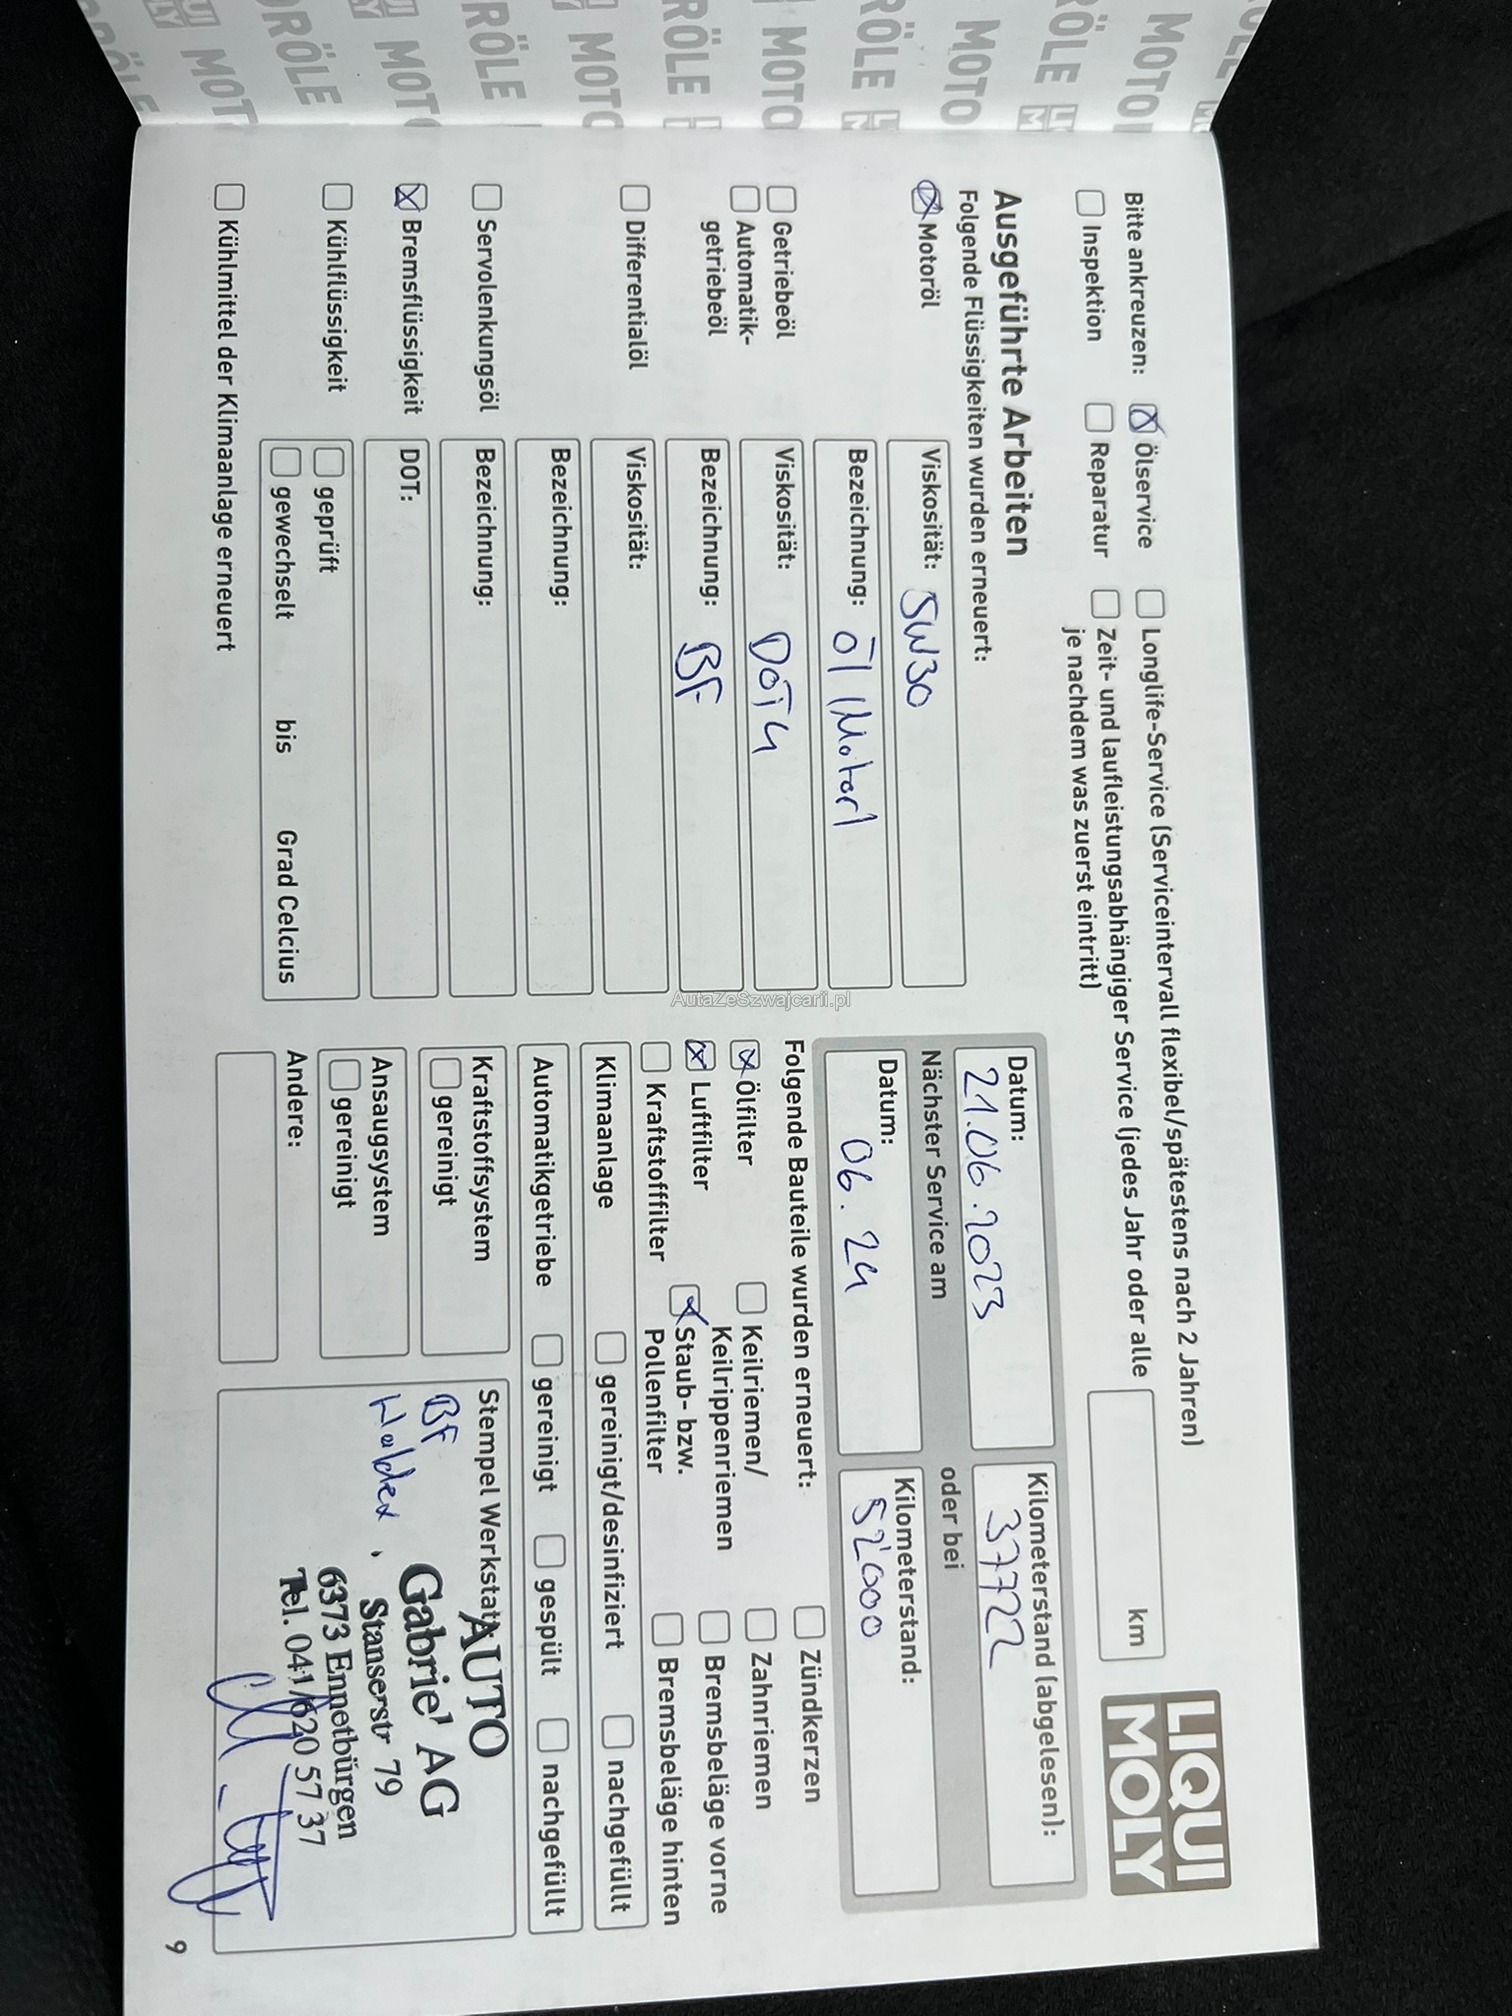 LIQUI
MOLY
Bitte ankreuzen:
Ölservice
Longlife-Service (Serviceintervall flexibel/spätestens nach 2 Jahren)
Inspektion
Reparatur
Zeit- und laufleistungsabhängiger Service (jedes Jahr oder alle
km
je nachdem was zuerst eintritt)
Ausgeführte Arbeiten
Folgende Flüssigkeiten wurden erneuert:
Motoröl
Viskosität: 5W30
Bezeichnung: Öl (Motor)
Getriebeöl
Automatik-
getriebeöl
Viskosität: DOT4
Bezeichnung: BF
Differentialöl
Viskosität:
Bezeichnung:
Servolenkungsöl
Bezeichnung:
Bremsflüssigkeit
DOT:
Kühlflüssigkeit
geprüft
gewechselt bis Grad Celcius
Kühlmittel der Klimaanlage erneuert
Datum:
21.06.2023
Kilometerstand (abgelesen):
37722
Nächster Service am
oder bei
Datum:
06.24
Kilometerstand:
52'000
Folgende Bauteile wurden erneuert:
Zündkerzen
Ölfilter
Keilriemen/
Keilrippenriemen
Zahnriemen
Luftfilter
Staub- bzw.
Pollenfilter
Bremsbeläge vorne
Kraftstofffilter
Bremsbeläge hinten
Klimaanlage
gereinigt/desinfiziert
nachgefüllt
Automatikgetriebe
gereinigt
gespült
nachgefüllt
Kraftstoffsystem
gereinigt
Ansaugsystem
gereinigt
Andere:
Stempel Werkstatt
BF
Haldex
AUTO
Gabriel AG
Stanserstr 79
6373 Ennetbürgen
Tel. 041/620 57 37
9
AutaZeSzwajcarii.pl